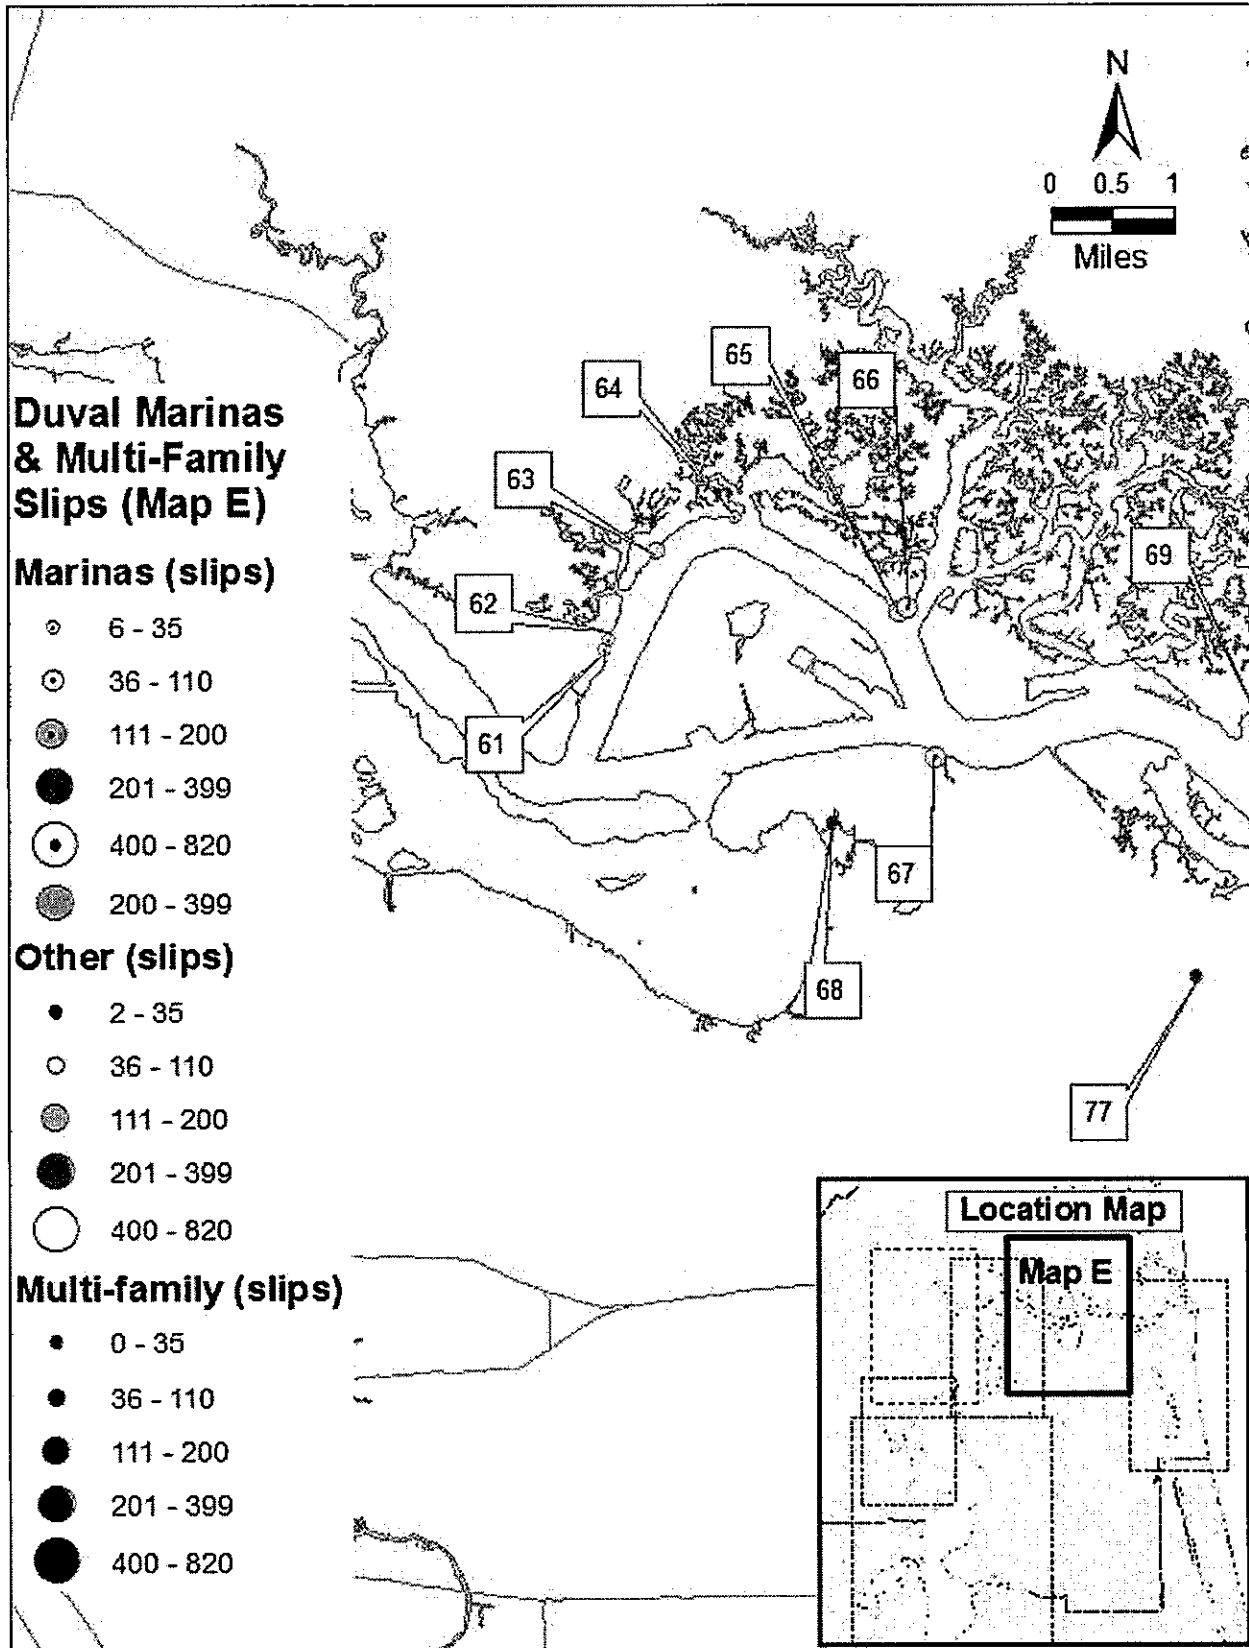 N
0 0.5 1
Miles
65
66
64
63
69
62
61
67
68
77
Duval Marinas
& Multi-Family
Slips (Map E)
Marinas (slips)
6 - 35
36 - 110
111 - 200
201 - 399
400 - 820
200 - 399
Other (slips)
2 - 35
36 - 110
111 - 200
201 - 399
400 - 820
Multi-family (slips)
0 - 35
36 - 110
111 - 200
201 - 399
400 - 820
Location Map
Map E